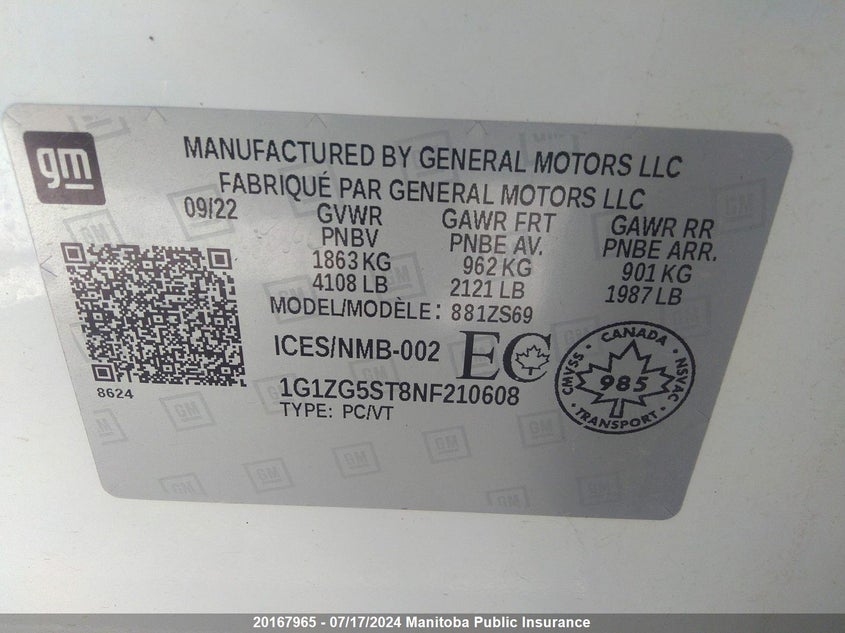 gm
MANUFACTURED BY GENERAL MOTORS LLC
FABRIQUÉ PAR GENERAL MOTORS LLC
09/22
GVWR
PNBV
1863 KG
4108 LB
GAWR FRT
PNBE AV.
962 KG
2121 LB
GAWR RR
PNBE ARR.
901 KG
1987 LB
MODEL/MODÈLE: 881ZS69
ICES/NMB-002
EC
CANADA
CMVSS
985
NSVAC
TRANSPORT
8624
1G1ZG5ST8NF210608
TYPE: PC/VT
20167965 - 07/17/2024 Manitoba Public Insurance